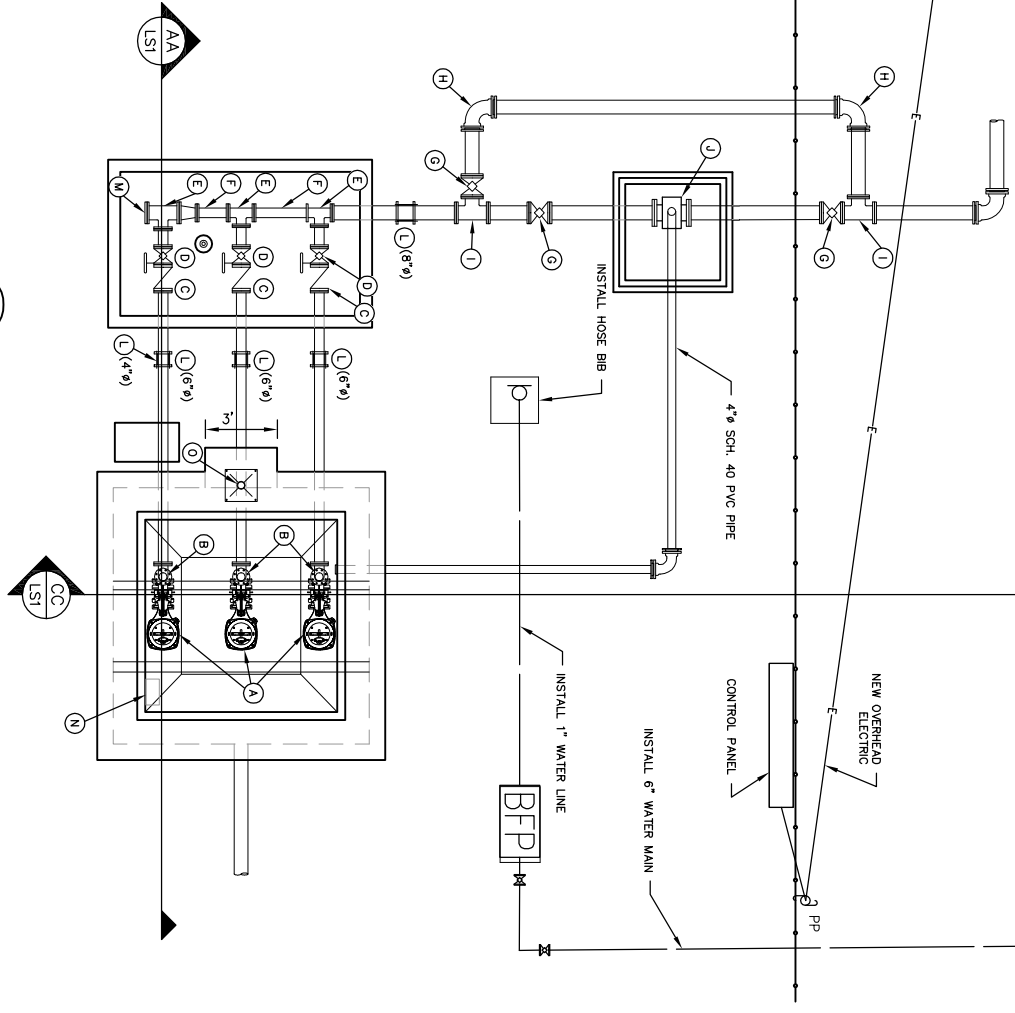 AA
LS1
H
H
E
G
J
M
E
F
E
F
E
L (8"ø)
I
G
G
I
D
D
D
C
C
C
E
INSTALL HOSE BIB
L (4"ø)
L (6"ø)
L (6"ø)
L (6"ø)
3'
4"ø SCH. 40 PVC PIPE
O
B
B
CC
LS1
A
N
INSTALL 1" WATER LINE
INSTALL 6" WATER MAIN
CONTROL PANEL
NEW OVERHEAD
ELECTRIC
E
BFP
PP